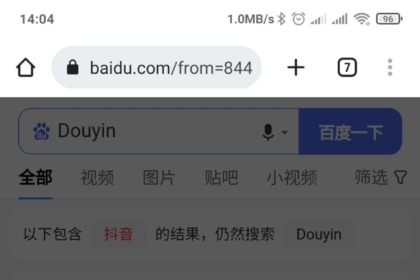 14:04 1.0MB/s 96
baidu.com/from=844 7
Douyin 百度一下
全部 视频 图片 贴吧 小视频 筛选
以下包含 抖音 的结果，仍然搜索 Douyin